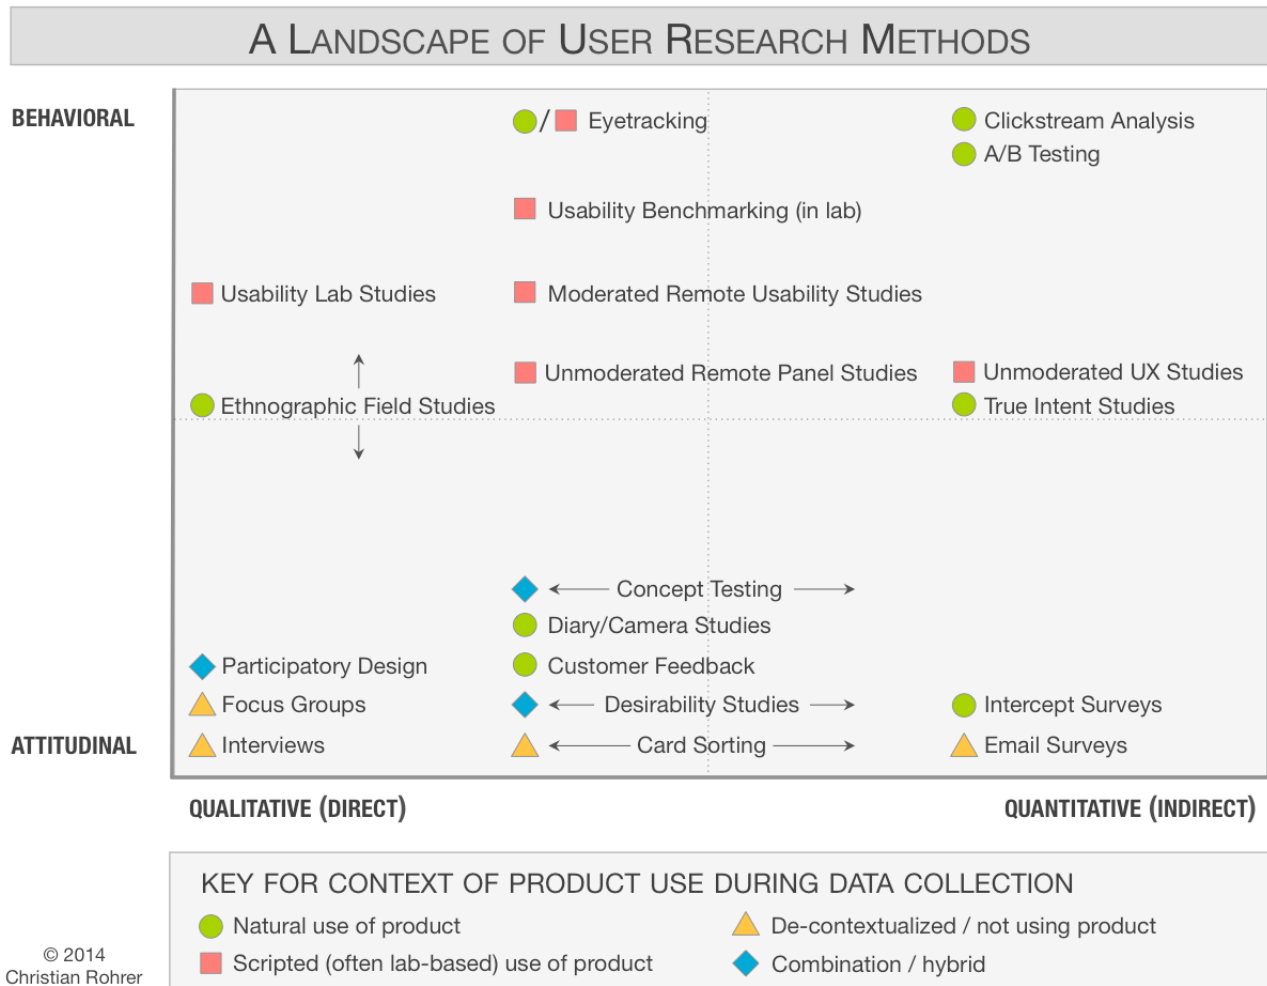 A LANDSCAPE OF USER RESEARCH METHODS
BEHAVIORAL
/ Eyetracking
Clickstream Analysis
A/B Testing
Usability Benchmarking (in lab)
Usability Lab Studies
Moderated Remote Usability Studies
Unmoderated Remote Panel Studies
Unmoderated UX Studies
Ethnographic Field Studies
True Intent Studies
Concept Testing
Diary/Camera Studies
Participatory Design
Customer Feedback
Focus Groups
Desirability Studies
Intercept Surveys
ATTITUDINAL
Interviews
Card Sorting
Email Surveys
QUALITATIVE (DIRECT)
QUANTITATIVE (INDIRECT)
KEY FOR CONTEXT OF PRODUCT USE DURING DATA COLLECTION
Natural use of product
De-contextualized / not using product
Scripted (often lab-based) use of product
Combination / hybrid
© 2014
Christian Rohrer